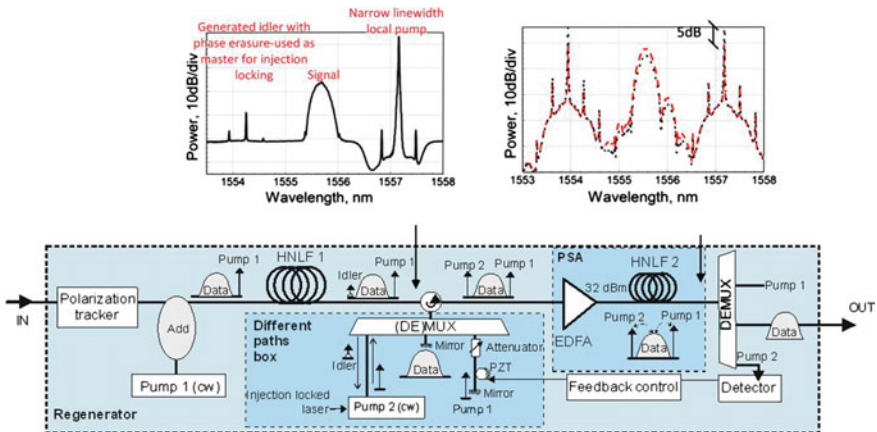 Generated idler with
phase erasure-used as
master for injection
locking
Signal
Narrow linewidth
local pump
Power, 10dB/div
1554 1555 1556 1557 1558
Wavelength, nm
5dB
Power, 10dB/div
1553 1554 1555 1556 1557 1558
Wavelength, nm
IN
Polarization
tracker
Add
Pump 1 (cw)
Data
Pump 1
HNLF 1
Idler
Data
Pump 1
Pump 2
Pump 1
Data
Different
paths
box
(DE)MUX
Idler
Mirror
Data
Attenuator
PZT
Mirror
Pump 1
Injection locked
laser
Pump 2 (cw)
PSA
EDFA
32 dBm
HNLF 2
Pump 2
Pump 1
Data
DEMUX
Pump 1
Data
OUT
Pump 2
Detector
Feedback control
Regenerator